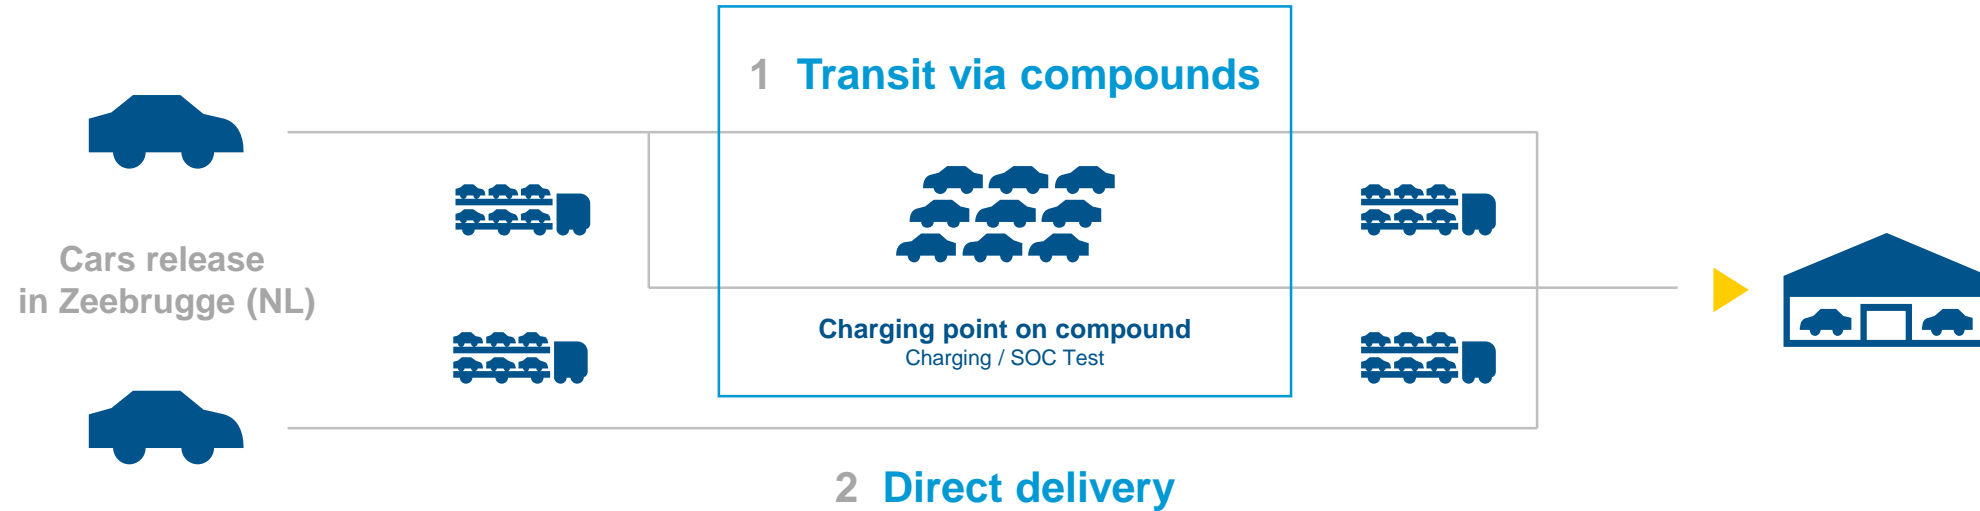 1 Transit via compounds
Cars release
in Zeebrugge (NL)
Charging point on compound
Charging / SOC Test
2 Direct delivery